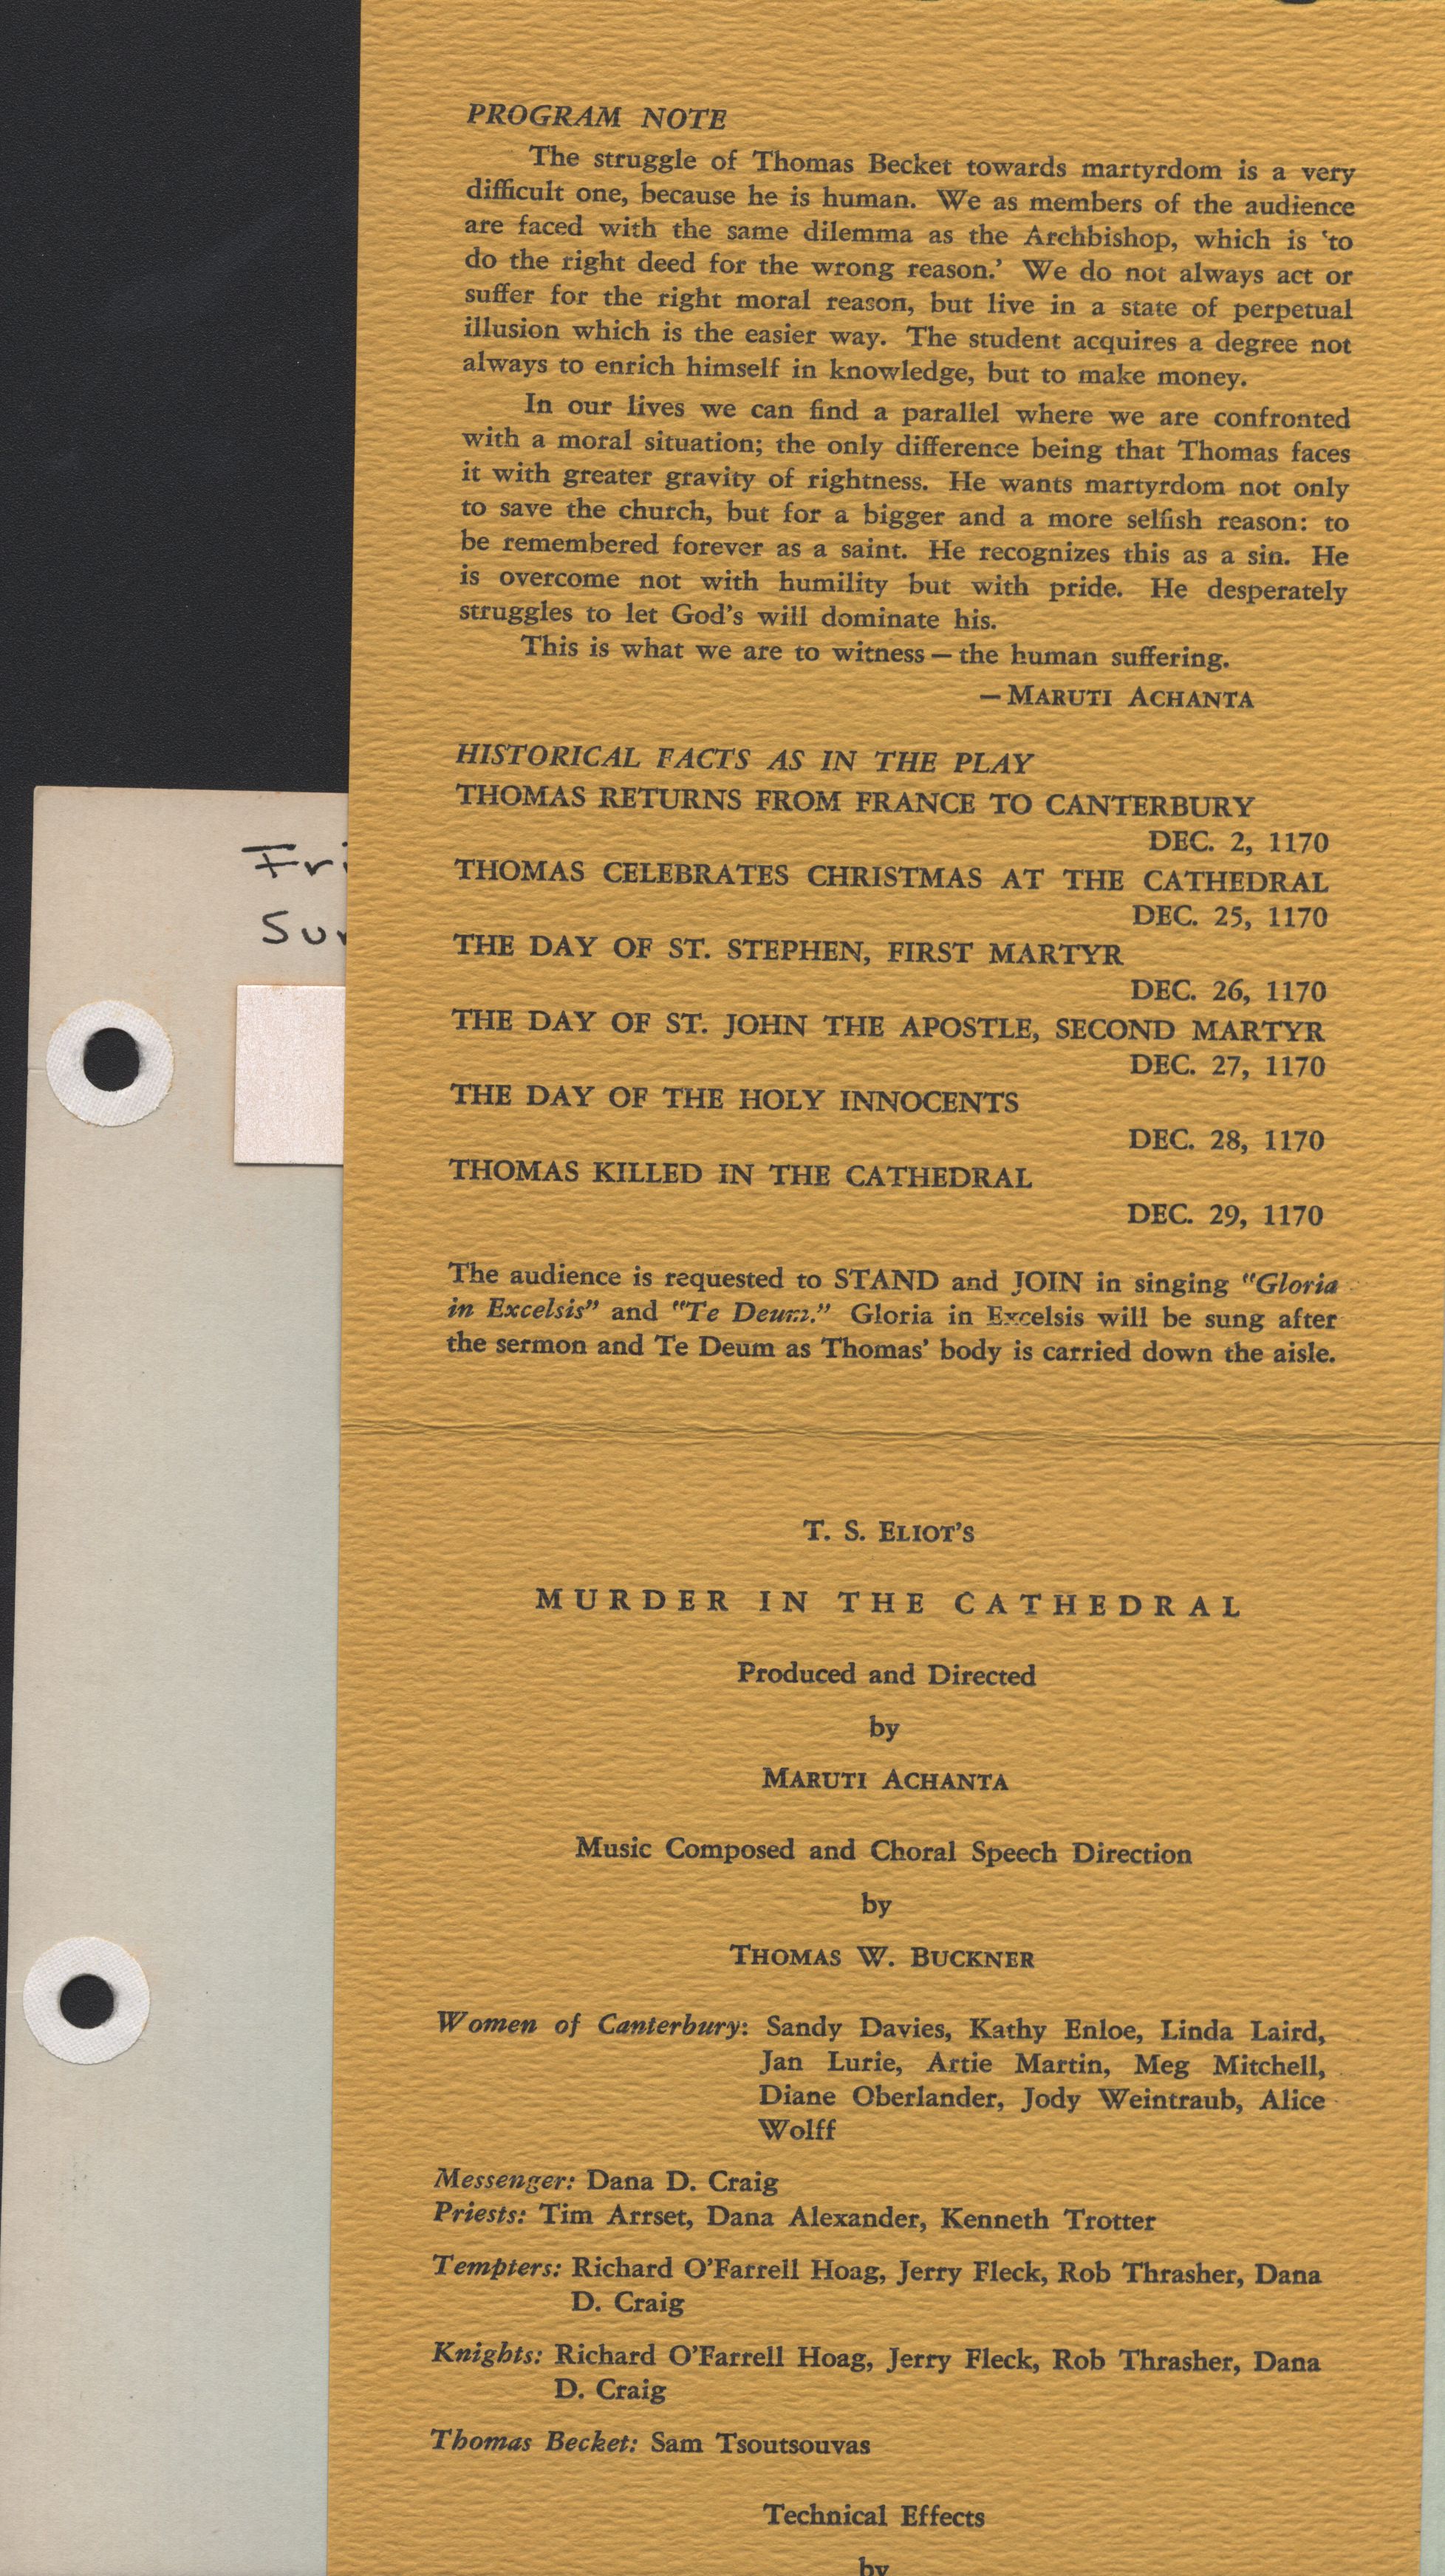 PROGRAM NOTE
The struggle of Thomas Becket towards martyrdom is a very
difficult one, because he is human. We as members of the audience
are faced with the same dilemma as the Archbishop, which is 'to
do the right deed for the wrong reason.' We do not always act or
suffer for the right moral reason, but live in a state of perpetual
illusion which is the easier way. The student acquires a degree not
always to enrich himself in knowledge, but to make money.
In our lives we can find a parallel where we are confronted
with a moral situation; the only difference being that Thomas faces
it with greater gravity of rightness. He wants martyrdom not only
to save the church, but for a bigger and a more selfish reason: to
be remembered forever as a saint. He recognizes this as a sin. He
is overcome not with humility but with pride. He desperately
struggles to let God's will dominate his.
This is what we are to witness — the human suffering.
— MARUTI ACHANTA
HISTORICAL FACTS AS IN THE PLAY
THOMAS RETURNS FROM FRANCE TO CANTERBURY
DEC. 2, 1170
THOMAS CELEBRATES CHRISTMAS AT THE CATHEDRAL
DEC. 25, 1170
THE DAY OF ST. STEPHEN, FIRST MARTYR
DEC. 26, 1170
THE DAY OF ST. JOHN THE APOSTLE, SECOND MARTYR
DEC. 27, 1170
THE DAY OF THE HOLY INNOCENTS
DEC. 28, 1170
THOMAS KILLED IN THE CATHEDRAL
DEC. 29, 1170
The audience is requested to STAND and JOIN in singing "Gloria
in Excelsis" and "Te Deum." Gloria in Excelsis will be sung after
the sermon and Te Deum as Thomas' body is carried down the aisle.
T. S. ELIOT'S
MURDER IN THE CATHEDRAL
Produced and Directed
by
MARUTI ACHANTA
Music Composed and Choral Speech Direction
by
THOMAS W. BUCKNER
Women of Canterbury: Sandy Davies, Kathy Enloe, Linda Laird,
Jan Lurie, Artie Martin, Meg Mitchell,
Diane Oberlander, Jody Weintraub, Alice
Wolff
Messenger: Dana D. Craig
Priests: Tim Arrset, Dana Alexander, Kenneth Trotter
Tempters: Richard O'Farrell Hoag, Jerry Fleck, Rob Thrasher, Dana
D. Craig
Knights: Richard O'Farrell Hoag, Jerry Fleck, Rob Thrasher, Dana
D. Craig
Thomas Becket: Sam Tsoutsouvas
Technical Effects
by